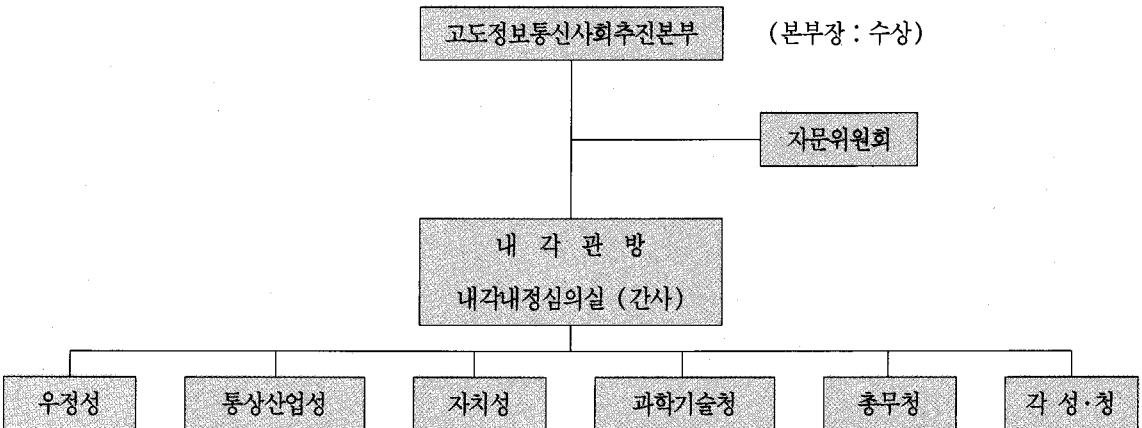 고도정보통신사회추진본부 (본부장 : 수상)
자문위원회
내 각 관 방
내각내정심의실 (간사)
우정성 통상산업성 자치성 과학기술청 총무청 각 성·청